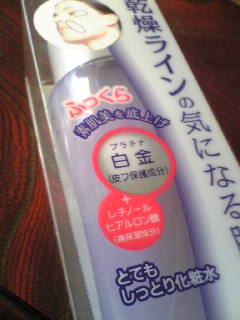 乾燥ラインの気になる
ふっくら
素肌美を底上げ
プラチナ
白金
(皮フ保護成分)
+
レチノール
ヒアルロン酸
(高保湿成分)
とても
しっとり化粧水